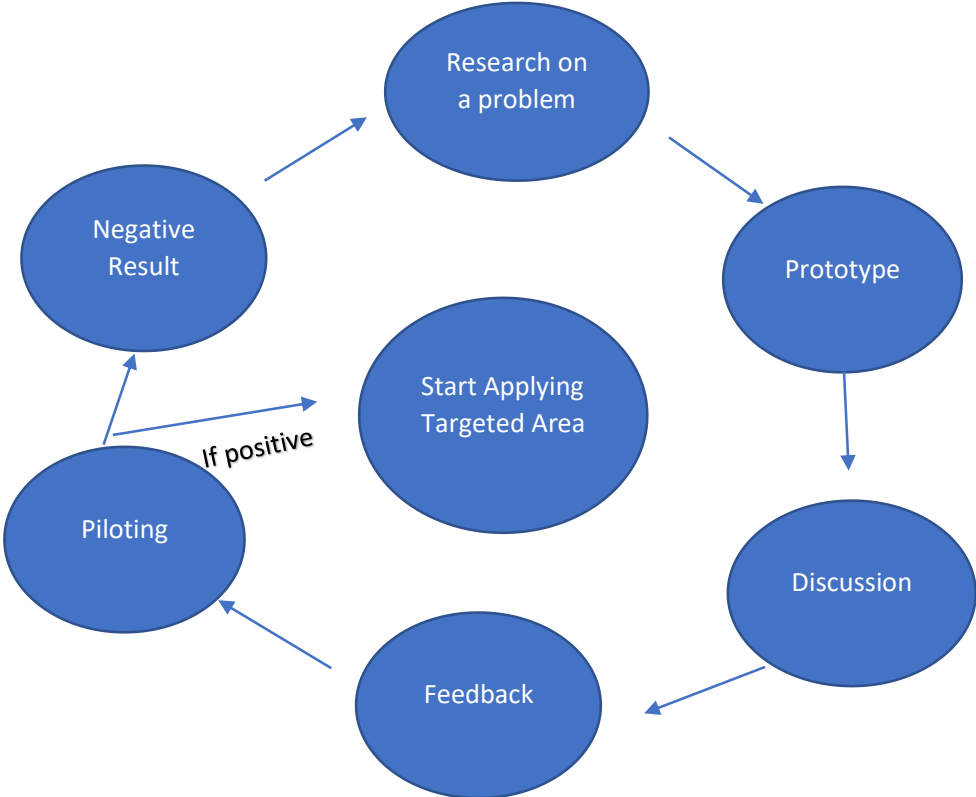 Research on
a problem
Negative
Result
Prototype
Start Applying
Targeted Area
If positive
Piloting
Discussion
Feedback